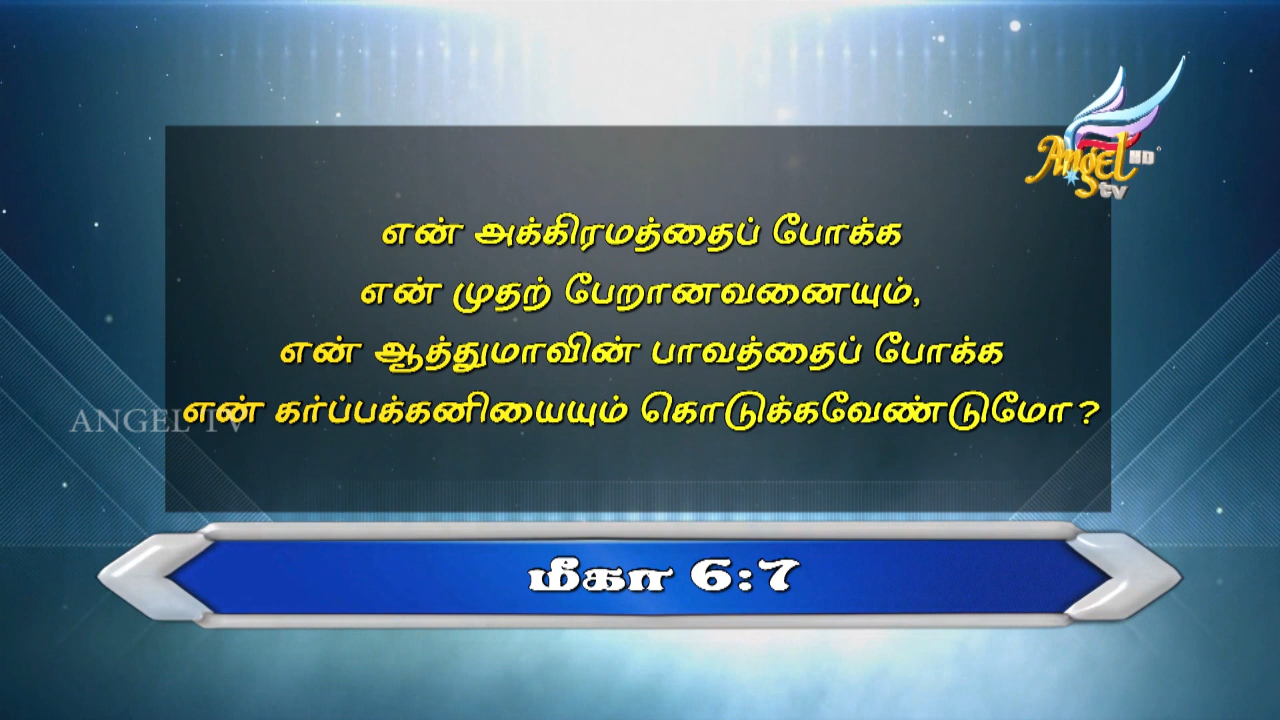 Angel HD
tv
என் அக்கிரமத்தைப் போக்க
என் முதற் பேறானவனையும்,
என் ஆத்துமாவின் பாவத்தைப் போக்க
என் கர்ப்பக்கனியையும் கொடுக்கவேண்டுமோ?
ANGEL TV
மீகா 6:7